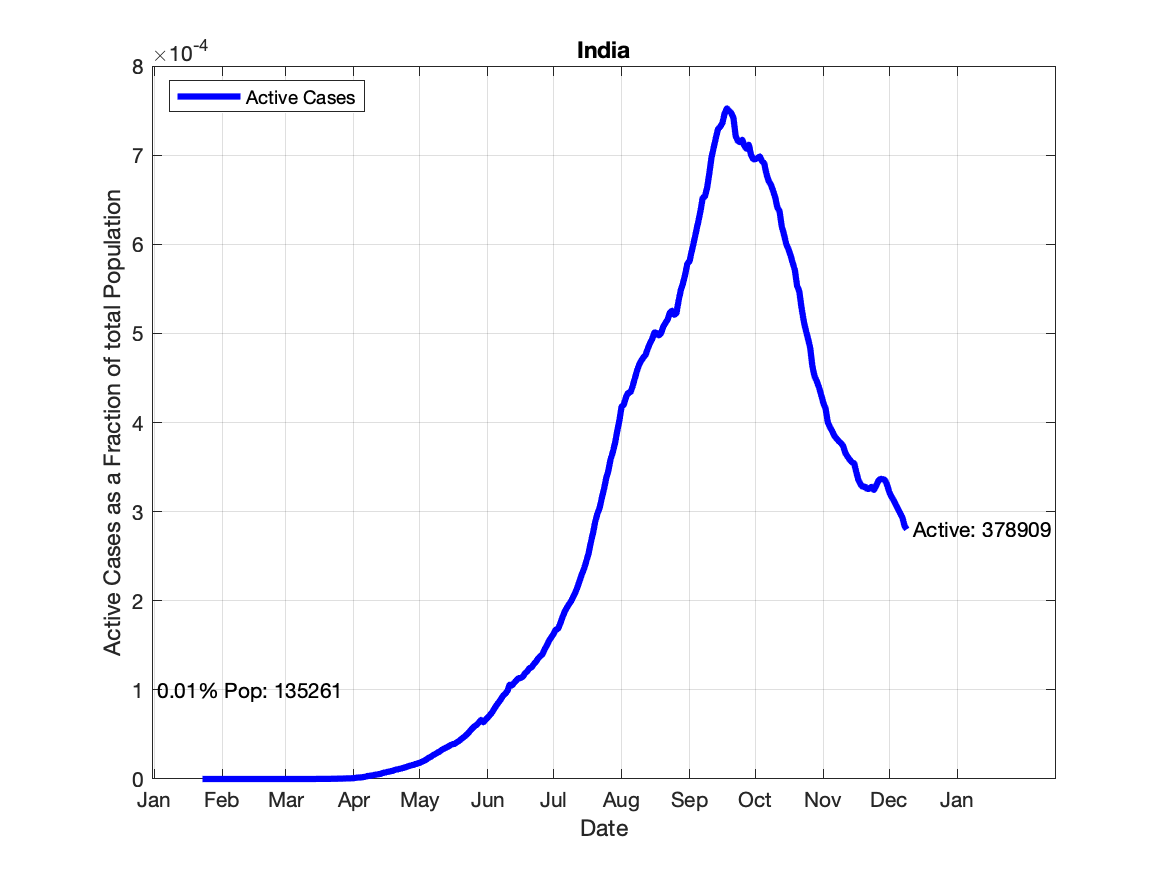 India
×10-4
Active Cases
8
7
6
5
4
3
2
1
0
Active Cases as a Fraction of total Population
0.01% Pop: 135261
Active: 378909
Jan Feb Mar Apr May Jun Jul Aug Sep Oct Nov Dec Jan
Date